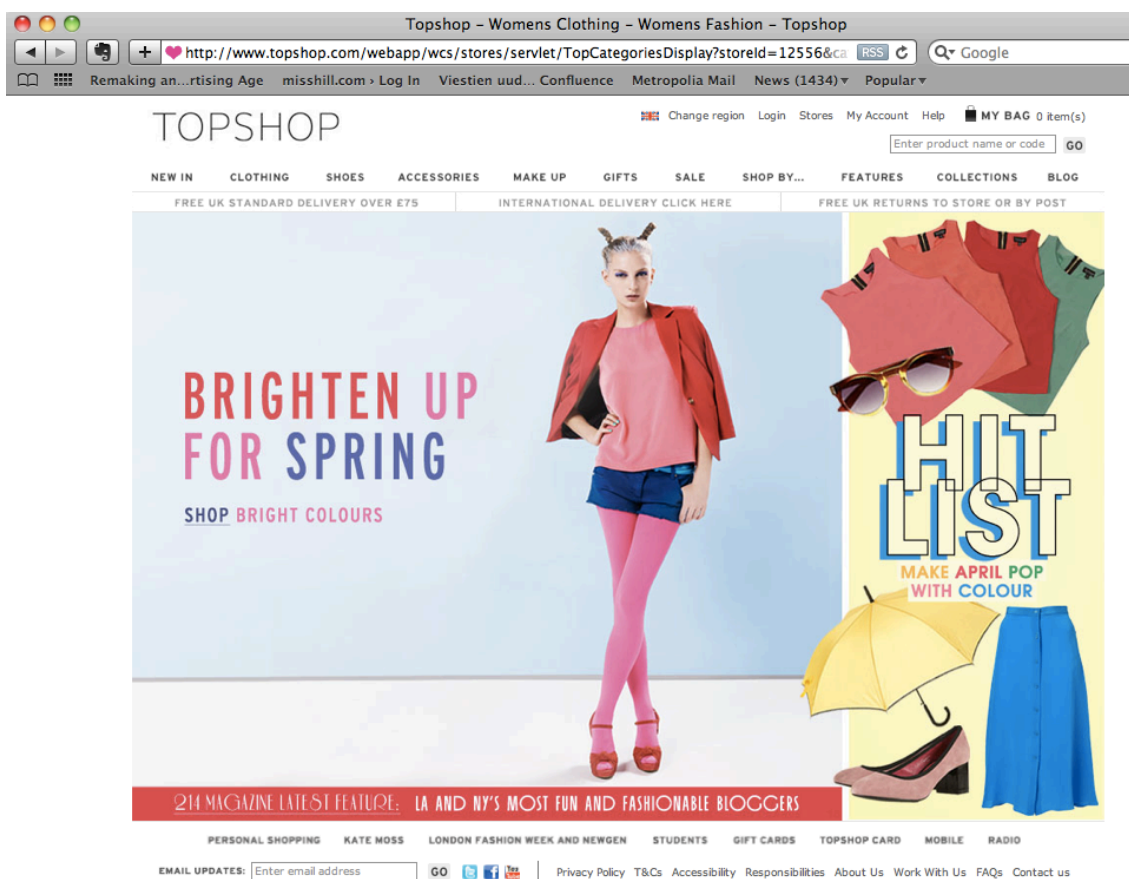 Topshop – Womens Clothing – Womens Fashion – Topshop
http://www.topshop.com/webapp/wcs/stores/servlet/TopCategoriesDisplay?storeId=12556&ca RSS Google
Remaking an...rtising Age misshill.com › Log In Viestien uud... Confluence Metropolia Mail News (1434) Popular
TOPSHOP
Change region Login Stores My Account Help MY BAG 0 item(s)
Enter product name or code GO
NEW IN CLOTHING SHOES ACCESSORIES MAKE UP GIFTS SALE SHOP BY... FEATURES COLLECTIONS BLOG
FREE UK STANDARD DELIVERY OVER £75 INTERNATIONAL DELIVERY CLICK HERE FREE UK RETURNS TO STORE OR BY POST
BRIGHTEN UP
FOR SPRING
SHOP BRIGHT COLOURS
HIT
LIST
MAKE APRIL POP
WITH COLOUR
214 MAGAZINE LATEST FEATURE: LA AND NY'S MOST FUN AND FASHIONABLE BLOGGERS
PERSONAL SHOPPING KATE MOSS LONDON FASHION WEEK AND NEWGEN STUDENTS GIFT CARDS TOPSHOP CARD MOBILE RADIO
EMAIL UPDATES: Enter email address GO Privacy Policy T&Cs Accessibility Responsibilities About Us Work With Us FAQs Contact us